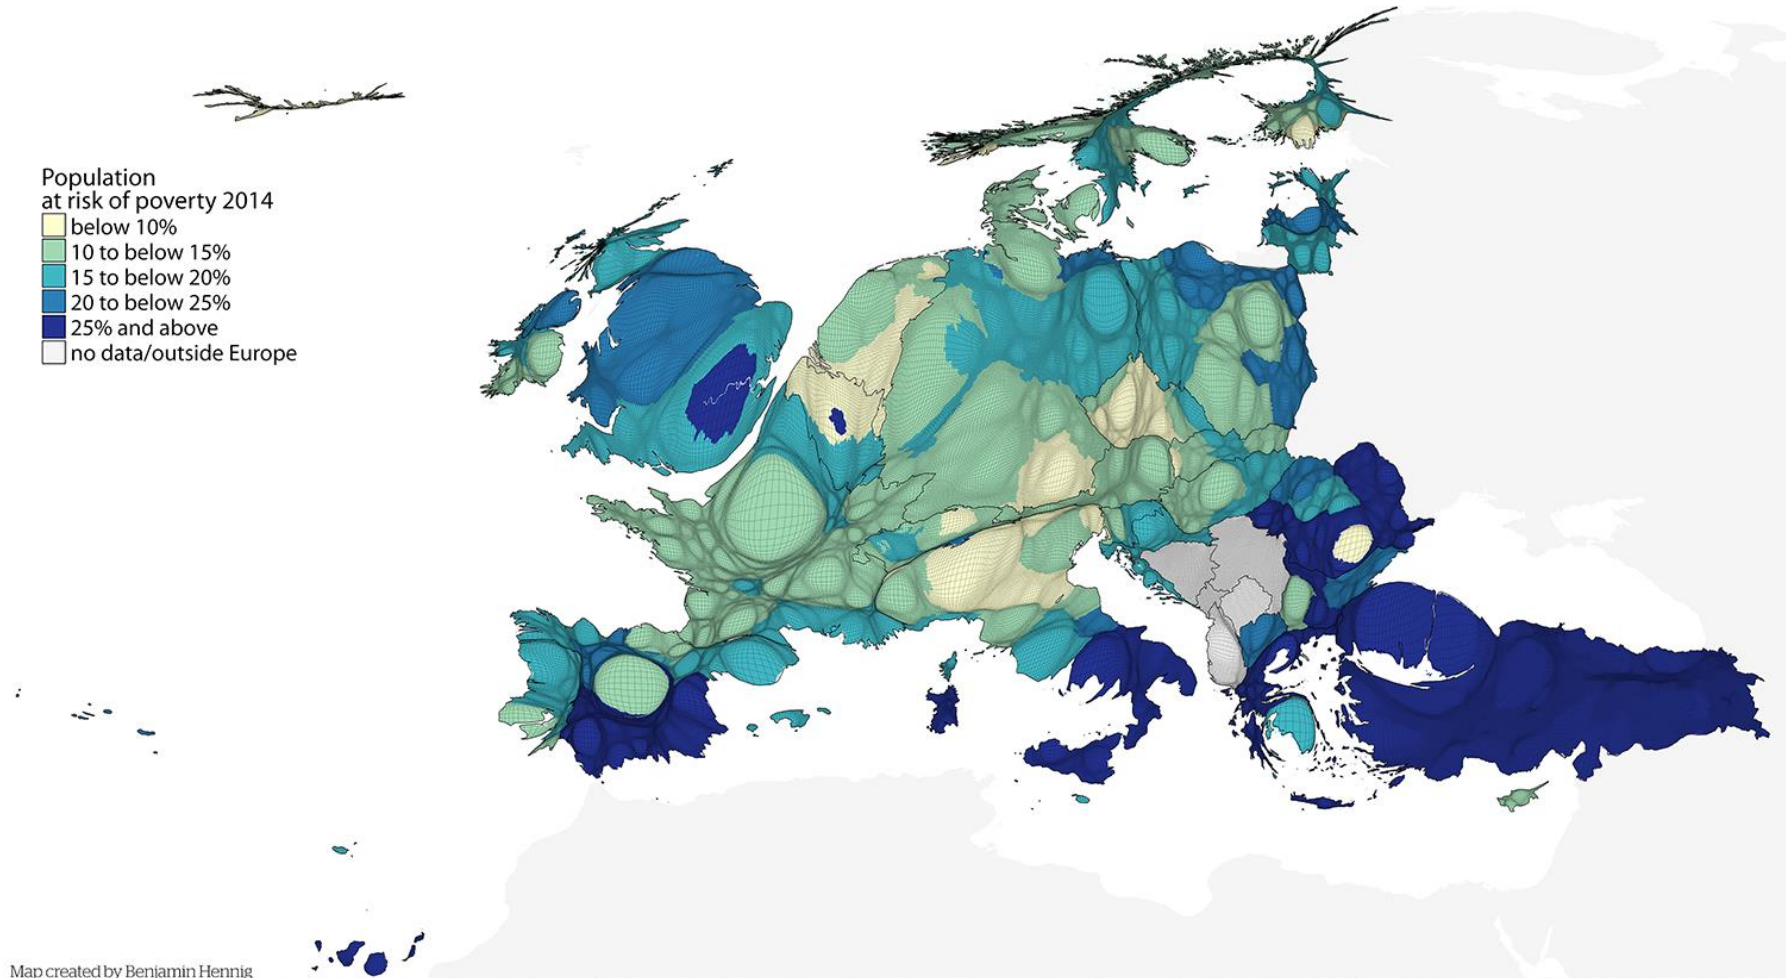 Population
at risk of poverty 2014
below 10%
10 to below 15%
15 to below 20%
20 to below 25%
25% and above
no data/outside Europe
Map created by Benjamin Hennig